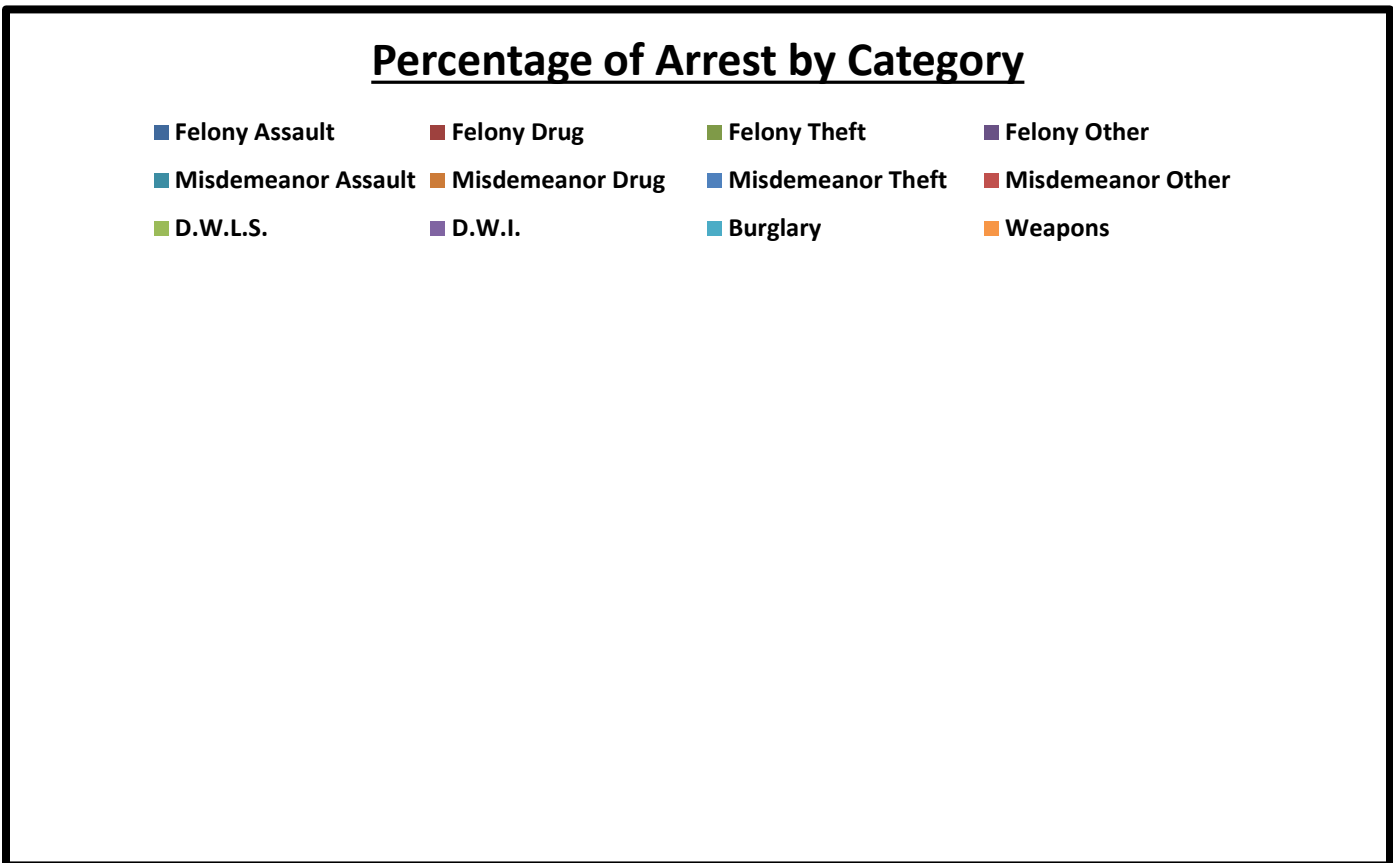 Percentage of Arrest by Category
Felony Assault Felony Drug Felony Theft Felony Other
Misdemeanor Assault Misdemeanor Drug Misdemeanor Theft Misdemeanor Other
D.W.L.S. D.W.I. Burglary Weapons